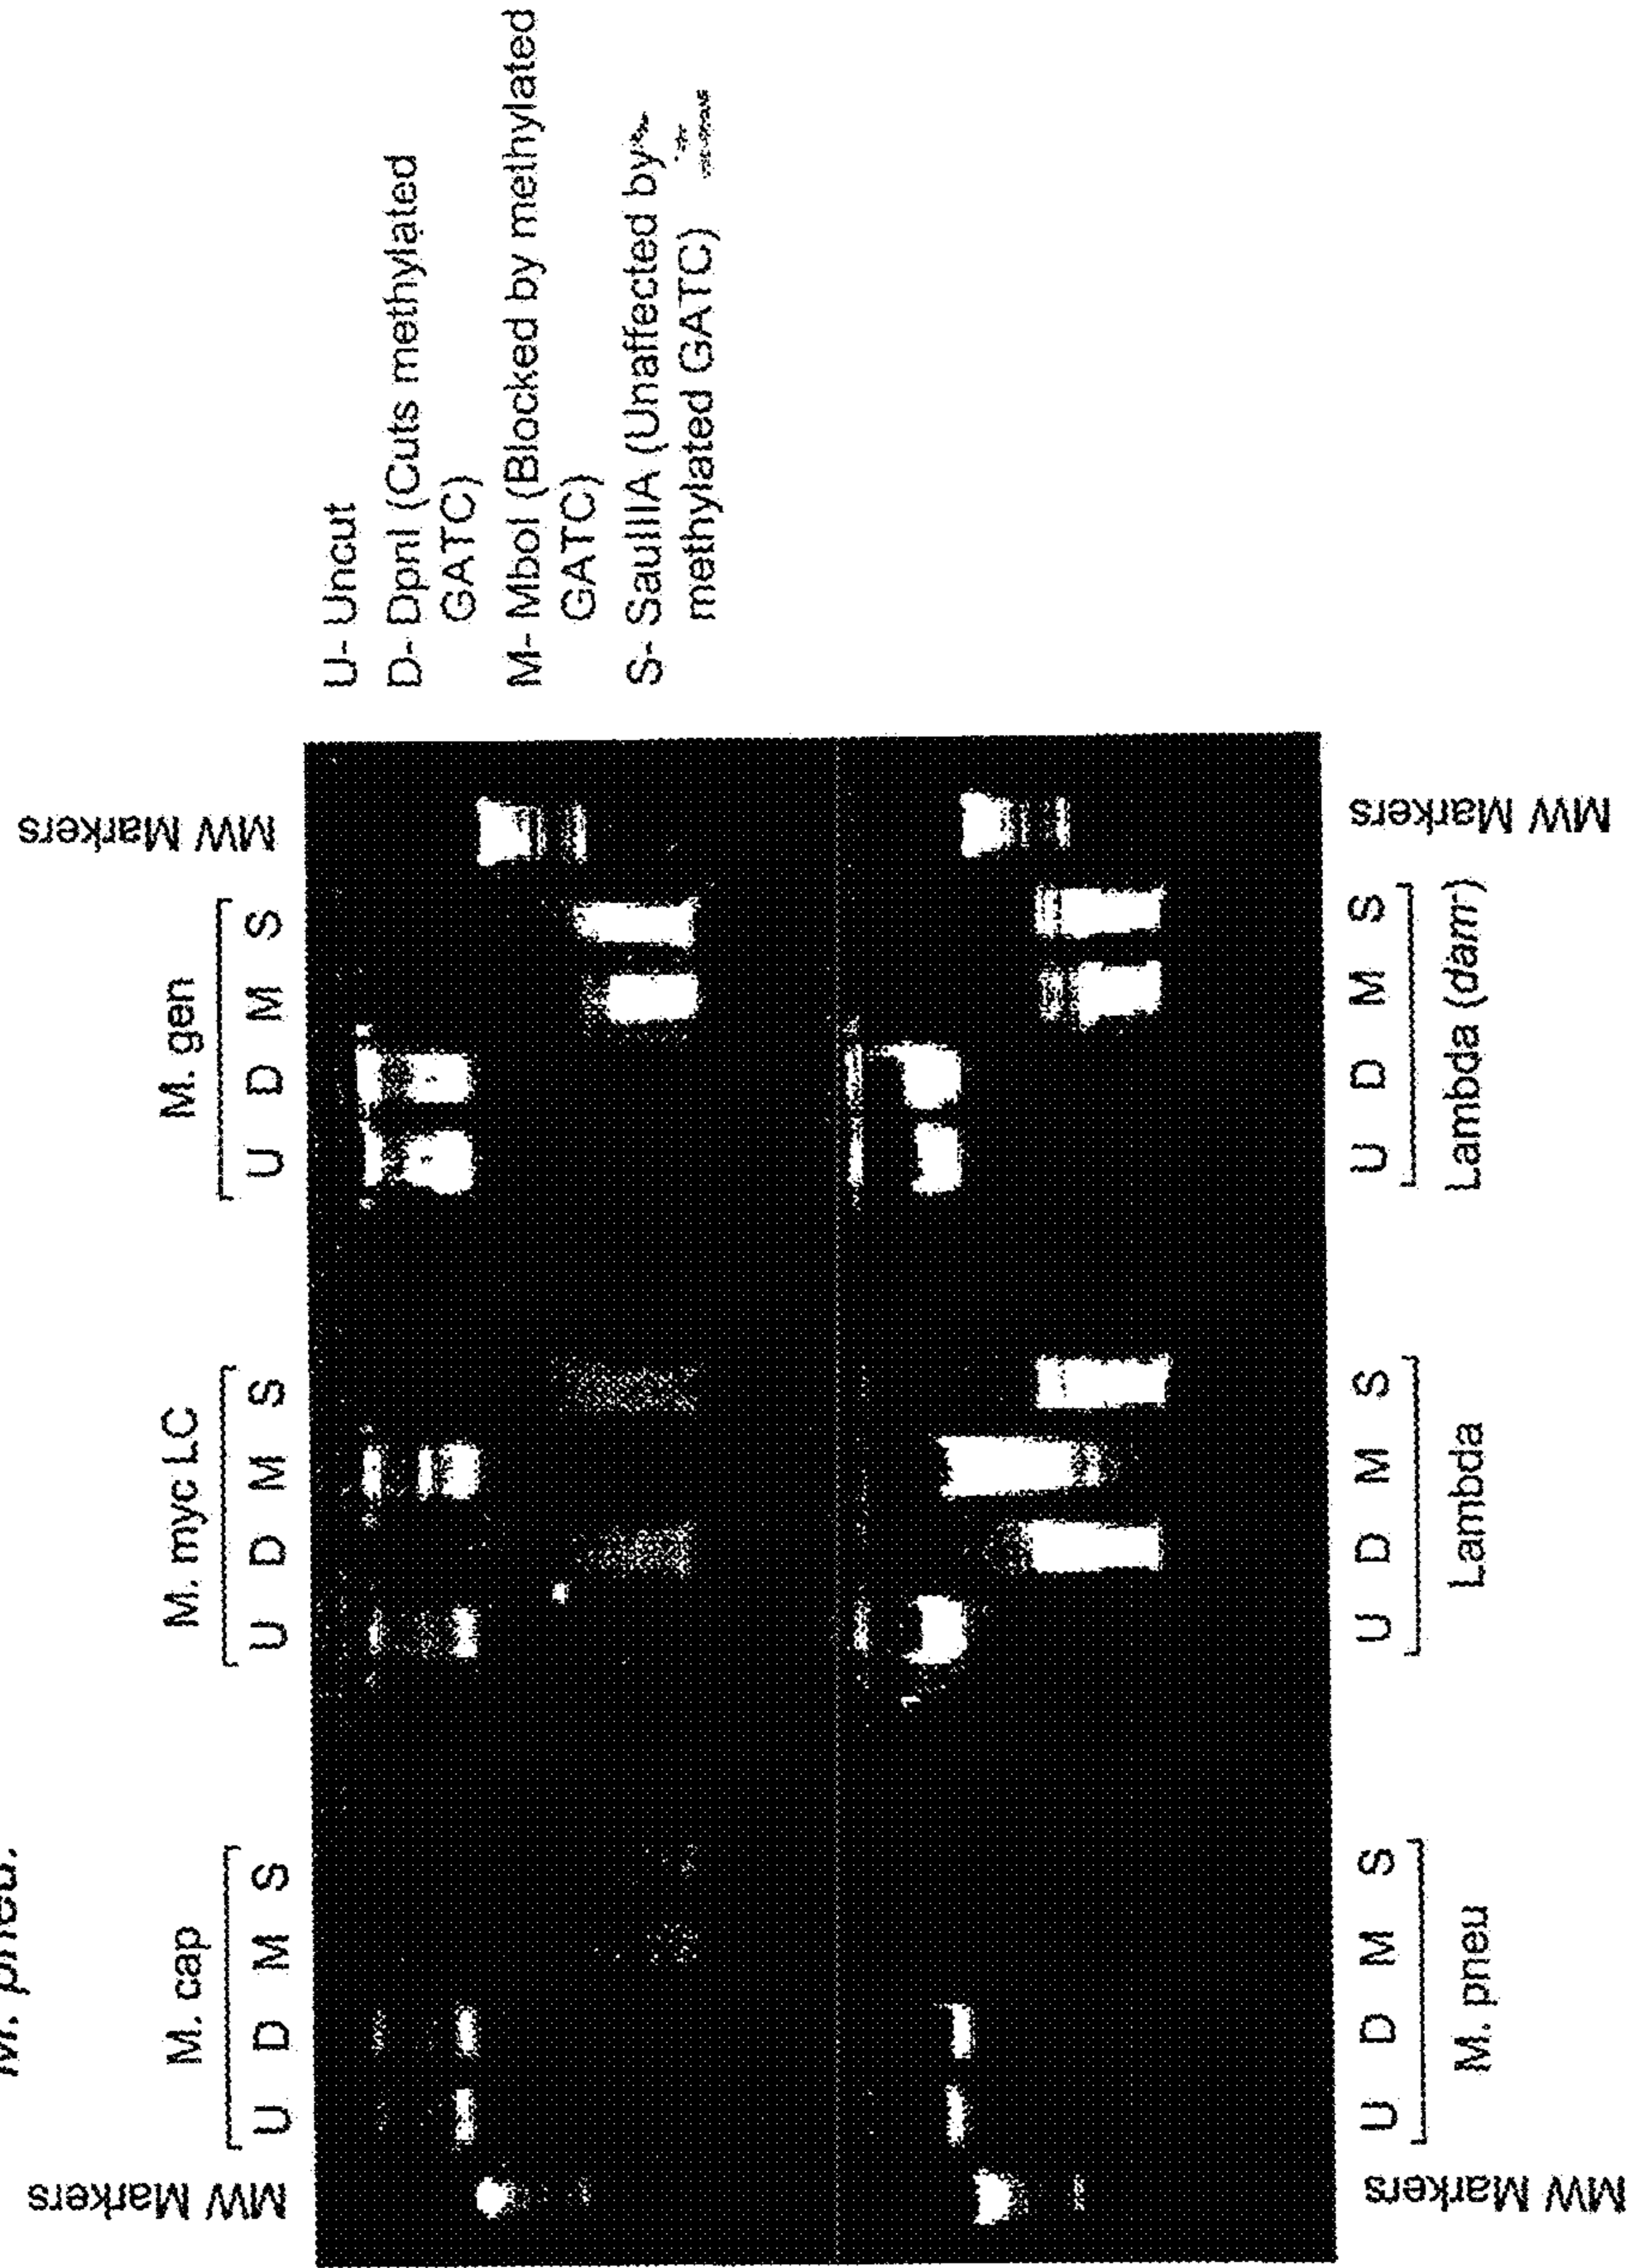 M. pneu.
MW Markers
M. cap
U D M S
M. myc LC
U D M S
M. gen
U D M S
MW Markers
U- Uncut
D- DpnI (Cuts methylated
GATC)
M- MboI (Blocked by methylated
GATC)
S- SauIIIA (Unaffected by
methylated GATC)
MW Markers
U D M S
M. pneu
U D M S
Lambda
U D M S
Lambda (dam)
MW Markers